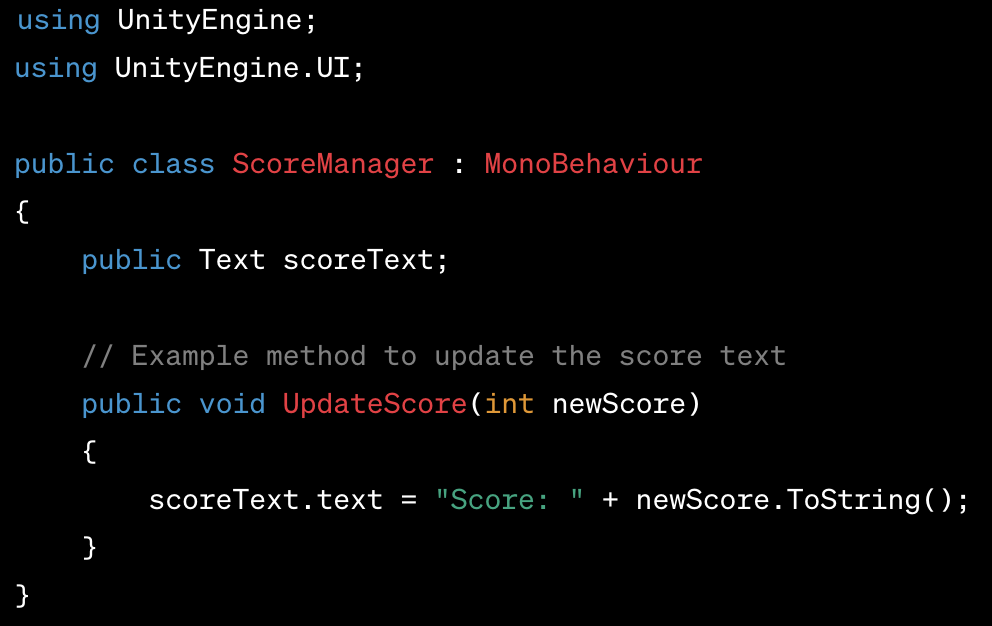 using UnityEngine;
using UnityEngine.UI;
public class ScoreManager : MonoBehaviour
{
    public Text scoreText;
    // Example method to update the score text
    public void UpdateScore(int newScore)
    {
        scoreText.text = "Score: " + newScore.ToString();
    }
}